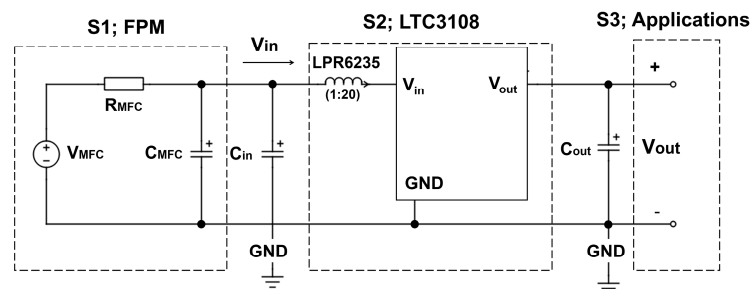 S1; FPM
S2; LTC3108
S3; Applications
Vin
LPR6235
(1:20)
RMFC
Vin
Vout
+
+
-
VMFC
CMFC
+
Cin
+
Cout
+
Vout
GND
-
GND
GND